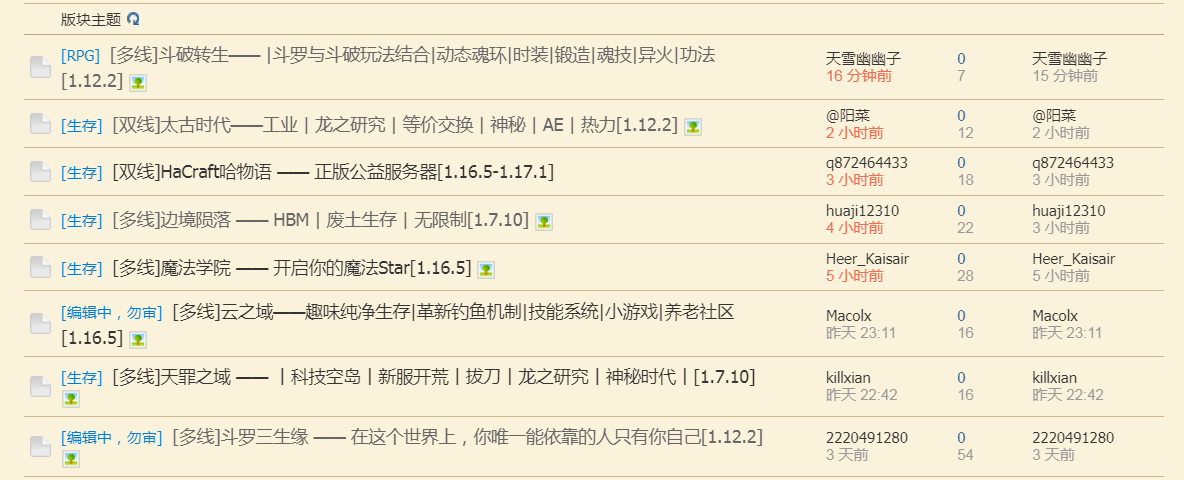 版块主题
[RPG] [多线]斗破转生—— |斗罗与斗破玩法结合|动态魂环|时装|锻造|魂技|异火|功法
[1.12.2]
天雪幽幽子 0 天雪幽幽子
16 分钟前 7 15 分钟前
[生存] [双线]太古时代——工业 | 龙之研究 | 等价交换 | 神秘 | AE | 热力[1.12.2]
@阳菜 0 @阳菜
2 小时前 12 2 小时前
[生存] [双线]HaCraft哈物语 —— 正版公益服务器[1.16.5-1.17.1]
q872464433 0 q872464433
3 小时前 18 3 小时前
[生存] [多线]边境陨落 —— HBM | 废土生存 | 无限制[1.7.10]
huaji12310 0 huaji12310
4 小时前 22 3 小时前
[生存] [多线]魔法学院 —— 开启你的魔法Star[1.16.5]
Heer_Kaisair 0 Heer_Kaisair
5 小时前 28 5 小时前
[编辑中，勿审] [多线]云之域——趣味纯净生存|革新钓鱼机制|技能系统|小游戏|养老社区
[1.16.5]
Macolx 0 Macolx
昨天 23:11 16 昨天 23:11
[生存] [多线]天罪之域 —— 丨科技空岛丨新服开荒丨拔刀丨龙之研究丨神秘时代丨[1.7.10]
killxian 0 killxian
昨天 22:42 16 昨天 22:42
[编辑中，勿审] [多线]斗罗三生缘 —— 在这个世界上，你唯一能依靠的人只有你自己[1.12.2]
2220491280 0 2220491280
3 天前 54 3 天前